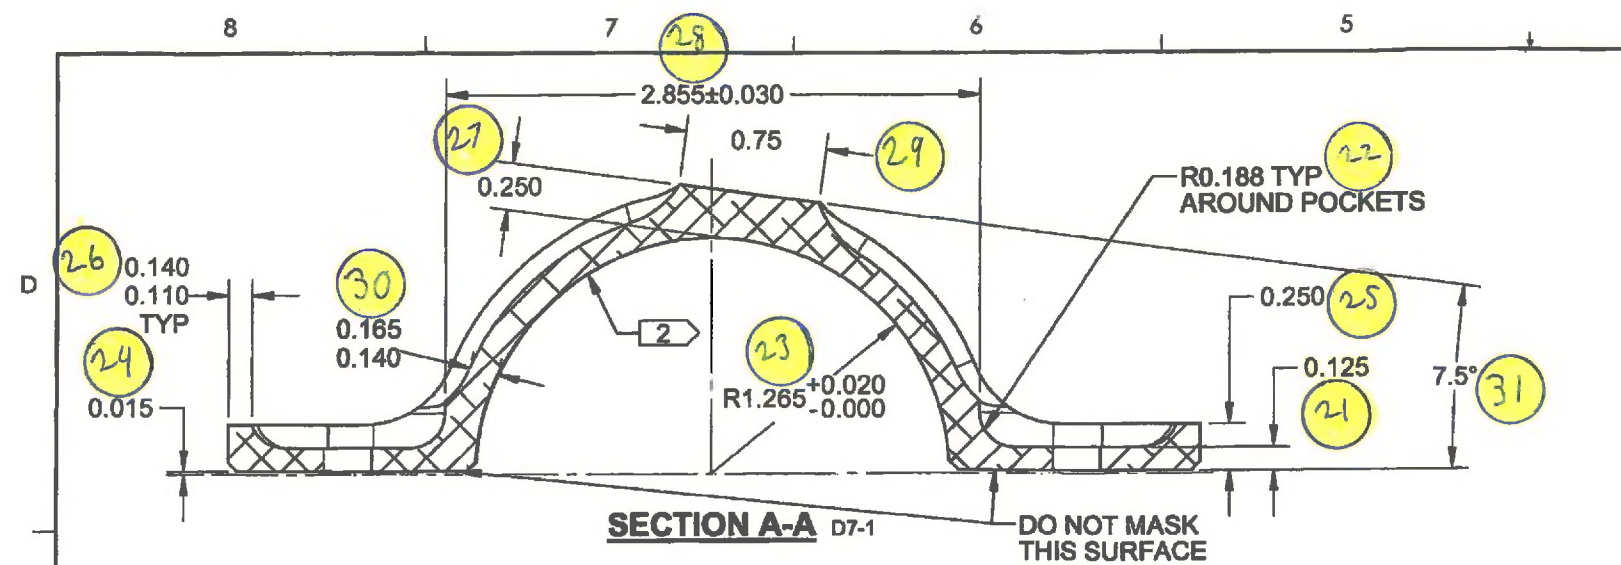 8 7 6 5
28
2.855±0.030
27
0.75
29
22
0.250
R0.188 TYP
AROUND POCKETS
D
26
0.140
0.110
TYP
30
0.165
0.140
2
23
R1.265 +0.020
-0.000
0.250
25
24
0.015
0.125
21
7.5°
31
SECTION A-A D7-1
DO NOT MASK
THIS SURFACE